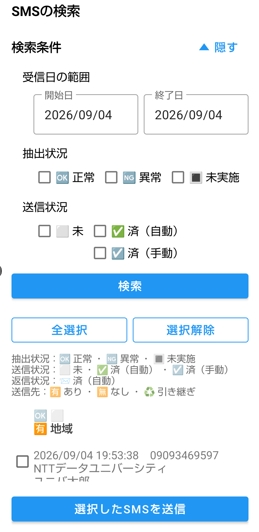 SMSの検索
検索条件
▲ 隠す
受信日の範囲
開始日 終了日
2026/09/04 2026/09/04
抽出状況
🆗 正常 🆖 異常 🔳 未実施
送信状況
⬜ 未 ✅ 済（自動）
☑️ 済（手動）
検索
全選択 選択解除
抽出状況：🆗 正常 ・ 🆖 異常 ・ 🔳 未実施
送信状況：⬜ 未 ・ ✅ 済（自動） ・ ☑️ 済（手動）
返信状況：📨 済（自動）
送信先：🈶 あり ・ 🈚 なし ・ ♻️ 引き継ぎ
🆗 ⬜
🈶 地域
2026/09/04 19:53:38 09093469597
NTTデータユニバーシティ
選択したSMSを送信